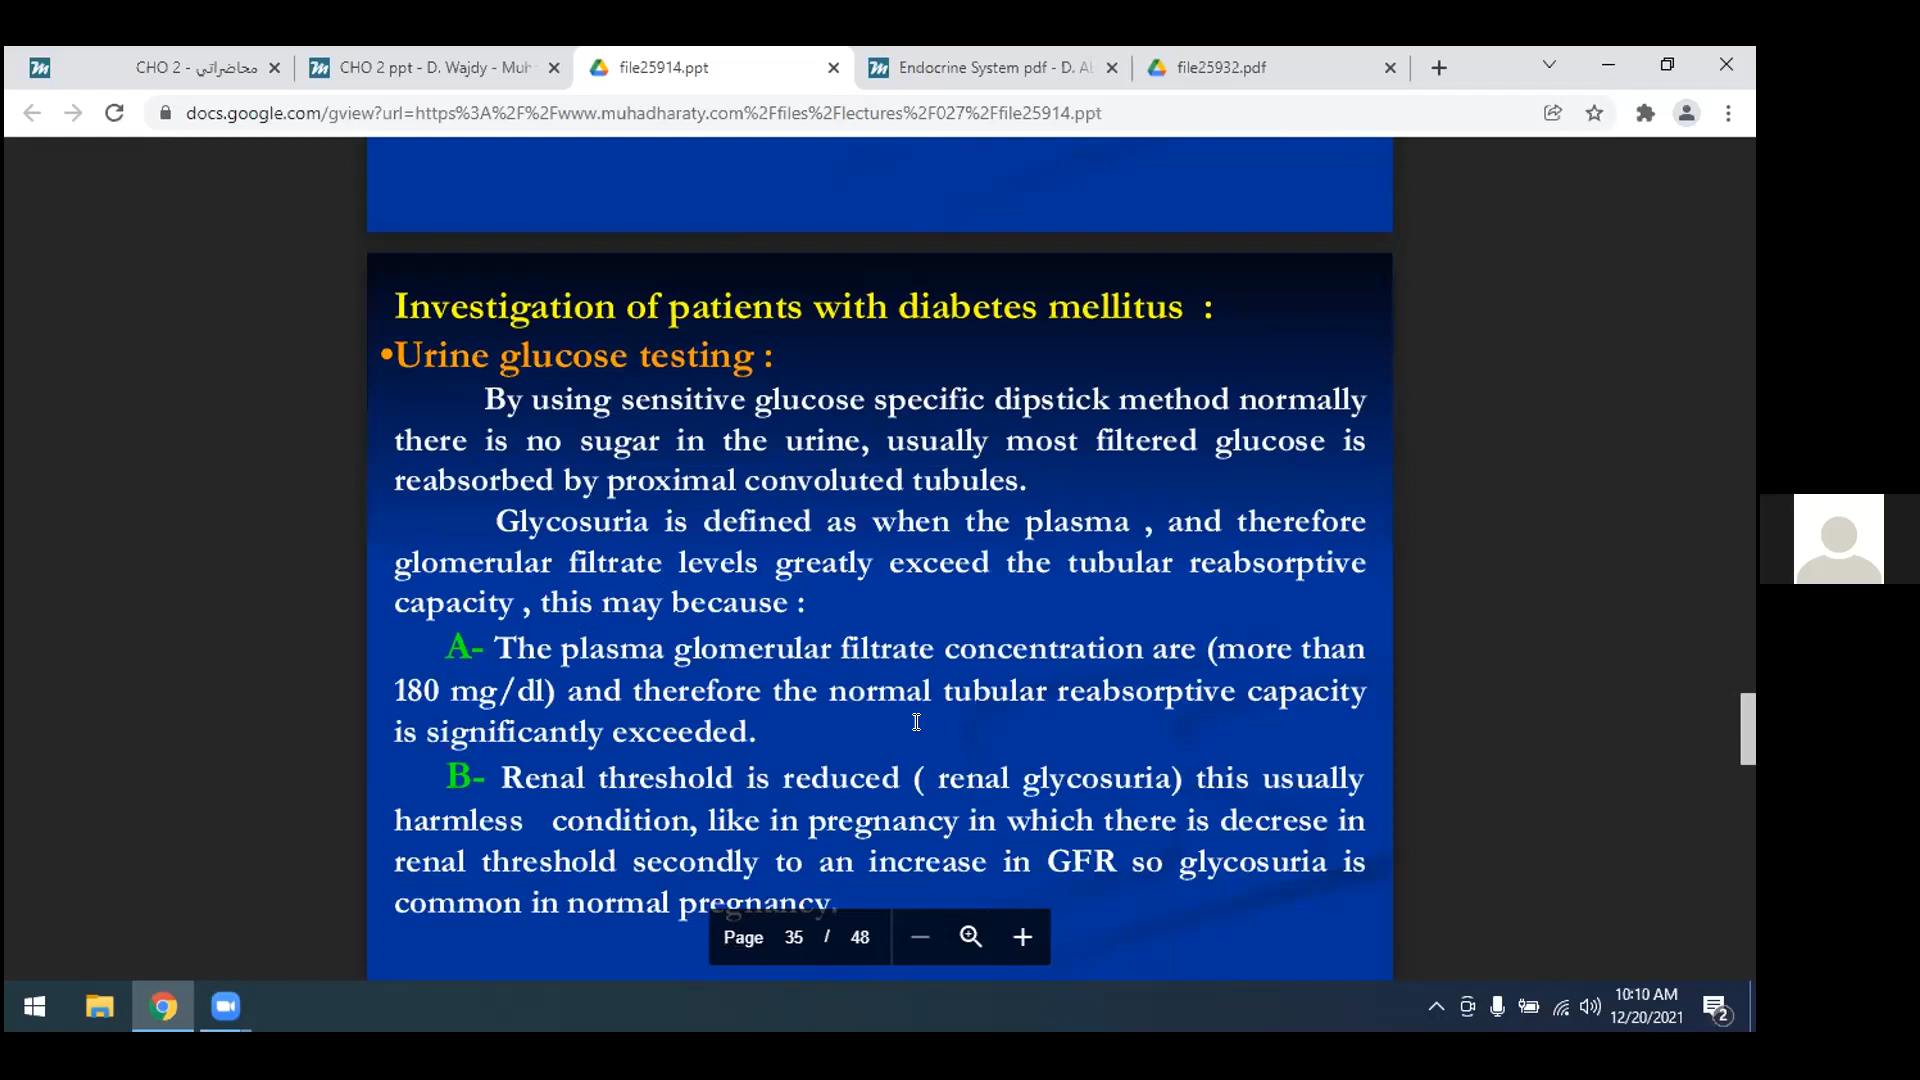 CHO 2 - محاضراتي
CHO 2 ppt - D. Wajdy - Muh
file25914.ppt
Endocrine System pdf - D. Al
file25932.pdf
docs.google.com/gview?url=https%3A%2F%2Fwww.muhadharaty.com%2Ffiles%2Flectures%2F027%2Ffile25914.ppt
Investigation of patients with diabetes mellitus :
•Urine glucose testing :
By using sensitive glucose specific dipstick method normally
there is no sugar in the urine, usually most filtered glucose is
reabsorbed by proximal convoluted tubules.
Glycosuria is defined as when the plasma , and therefore
glomerular filtrate levels greatly exceed the tubular reabsorptive
capacity , this may because :
A- The plasma glomerular filtrate concentration are (more than
180 mg/dl) and therefore the normal tubular reabsorptive capacity
is significantly exceeded.
B- Renal threshold is reduced ( renal glycosuria) this usually
harmless condition, like in pregnancy in which there is decrese in
renal threshold secondly to an increase in GFR so glycosuria is
common in normal pregnancy.
Page 35 / 48
10:10 AM
12/20/2021
2